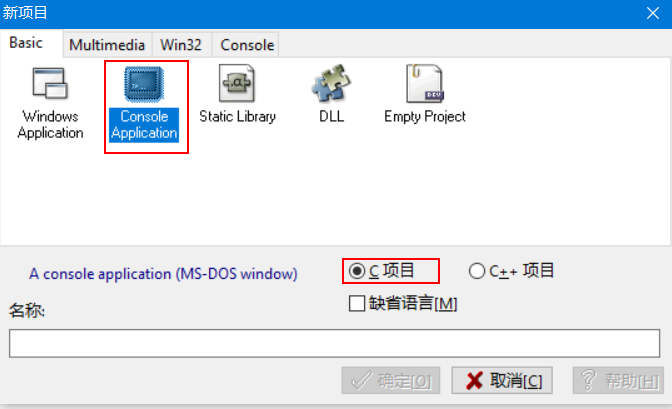 新项目
Basic
Multimedia
Win32
Console
Windows
Application
Console
Application
Static Library
DLL
Empty Project
A console application (MS-DOS window)
C 项目
C++ 项目
缺省语言[M]
名称:
确定[O]
取消[C]
帮助[H]